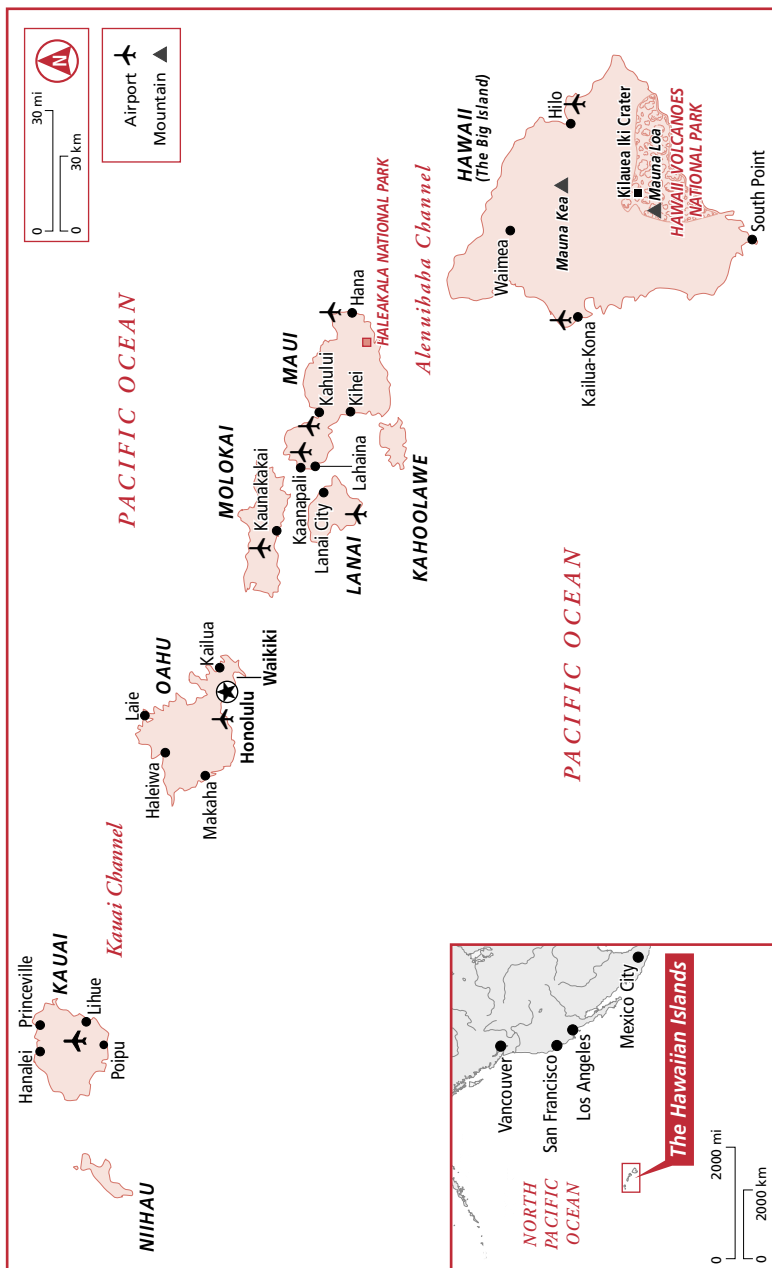 0
30 mi
0
30 km
N
Airport
Mountain
PACIFIC OCEAN
Kauai Channel
Hanalei
Princeville
KAUAI
Lihue
Poipu
NIIHAU
Laie
OAHU
Haleiwa
Kailua
Makaha
Honolulu
Waikiki
MOLOKAI
Kaunakakai
MAUI
Kaanapali
Kahului
Lahaina
Kihei
Hana
HALEAKALA NATIONAL PARK
Lanai City
LANAI
KAHOOLAWE
Alenuihaha Channel
PACIFIC OCEAN
HAWAII
(The Big Island)
Waimea
Hilo
Mauna Kea
Kailua-Kona
Kilauea Iki Crater
Mauna Loa
HAWAII VOLCANOES
NATIONAL PARK
South Point
Vancouver
San Francisco
Los Angeles
Mexico City
NORTH
PACIFIC
OCEAN
The Hawaiian Islands
0
2000 mi
0
2000 km